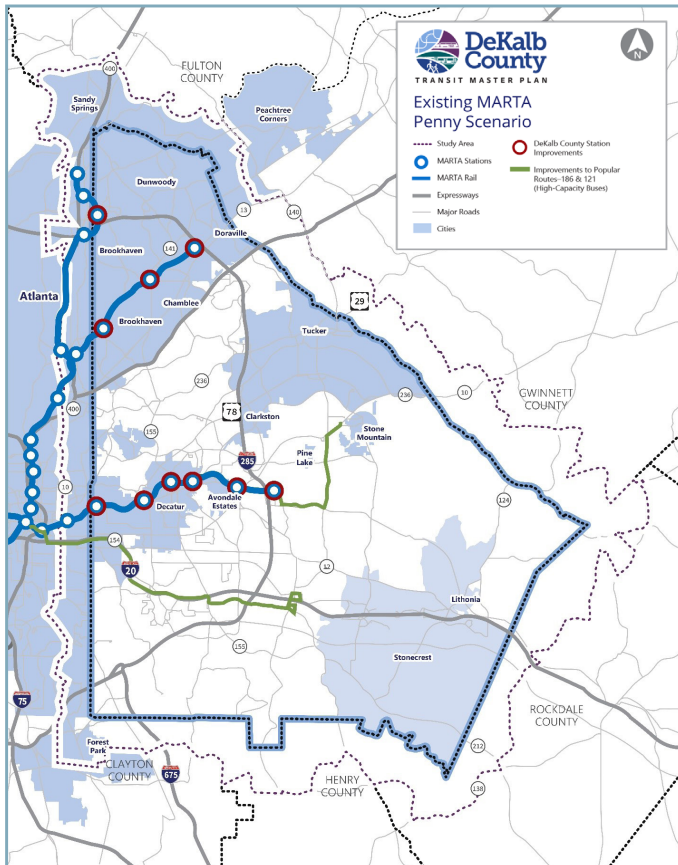 DeKalb
County
TRANSIT MASTER PLAN
N
Existing MARTA
Penny Scenario
Study Area
MARTA Stations
MARTA Rail
Expressways
Major Roads
Cities
DeKalb County Station
Improvements
Improvements to Popular
Routes–186 & 121
(High-Capacity Buses)
FULTON
COUNTY
400
Sandy
Springs
Peachtree
Corners
Dunwoody
13
140
Doraville
141
Brookhaven
Atlanta
Chamblee
29
Brookhaven
Tucker
236
10
236
GWINNETT
COUNTY
400
78
Clarkston
155
Stone
Mountain
Pine
Lake
285
10
124
Avondale
Estates
Decatur
154
20
12
Lithonia
155
Stonecrest
75
ROCKDALE
COUNTY
212
Forest
Park
CLAYTON
COUNTY
675
HENRY
COUNTY
138